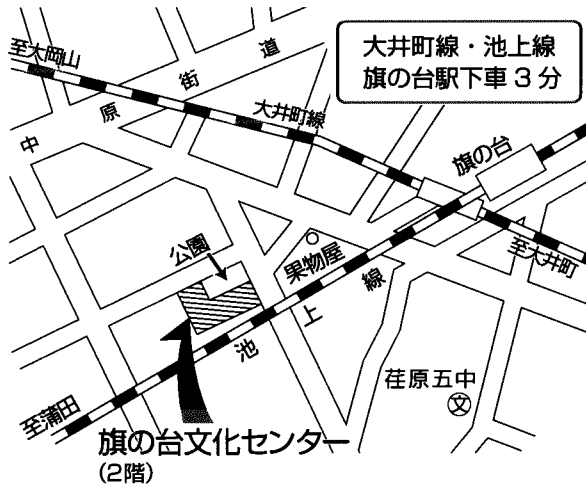 大井町線・池上線
旗の台駅下車3分
至大岡山
中原街道
大井町線
旗の台
至大井町
公園
果物屋
池上線
荏原五中
文
至蒲田
旗の台文化センター
(2階)